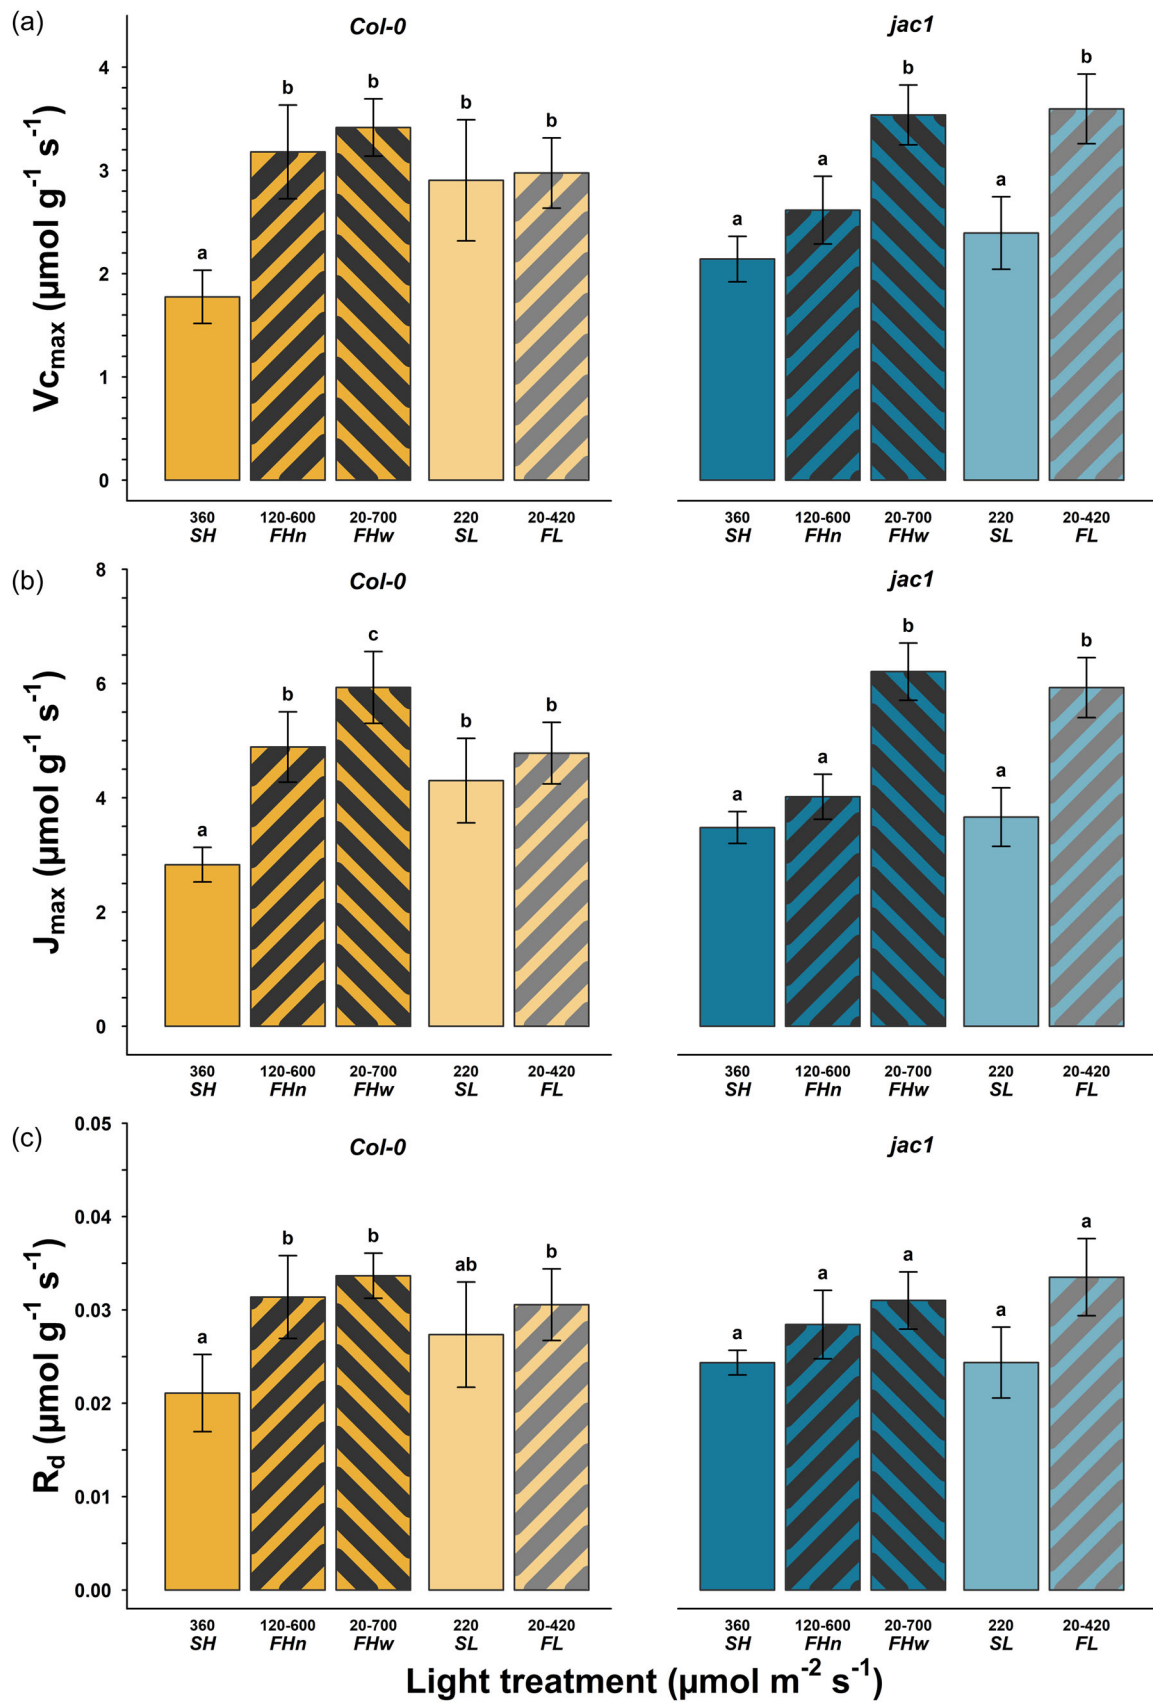 (a)
Col-0
jac1
Vc_max (µmol g⁻¹ s⁻¹)
4
3
2
1
0
a
b
b
b
b
a
a
b
a
b
360
SH
120-600
FHn
20-700
FHw
220
SL
20-420
FL
360
SH
120-600
FHn
20-700
FHw
220
SL
20-420
FL
(b)
Col-0
jac1
J_max (µmol g⁻¹ s⁻¹)
8
6
4
2
0
a
b
c
b
b
a
a
b
a
b
360
SH
120-600
FHn
20-700
FHw
220
SL
20-420
FL
360
SH
120-600
FHn
20-700
FHw
220
SL
20-420
FL
(c)
Col-0
jac1
R_d (µmol g⁻¹ s⁻¹)
0.05
0.04
0.03
0.02
0.01
0.00
a
b
b
ab
b
a
a
a
a
a
360
SH
120-600
FHn
20-700
FHw
220
SL
20-420
FL
360
SH
120-600
FHn
20-700
FHw
220
SL
20-420
FL
Light treatment (µmol m⁻² s⁻¹)